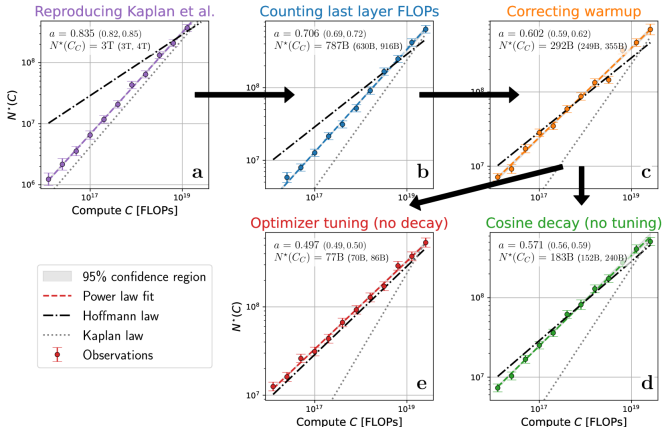 Reproducing Kaplan et al.
a = 0.835 (0.82, 0.85)
N*(C_C) = 3T (3T, 4T)
10^8
10^7
10^6
N*(C)
a
10^17
10^19
Compute C [FLOPs]
Counting last layer FLOPs
a = 0.706 (0.69, 0.72)
N*(C_C) = 787B (630B, 916B)
10^8
10^7
b
10^17
10^19
Compute C [FLOPs]
Correcting warmup
a = 0.602 (0.59, 0.62)
N*(C_C) = 292B (249B, 355B)
10^8
10^7
c
10^17
10^19
95% confidence region
Power law fit
Hoffmann law
Kaplan law
Observations
Optimizer tuning (no decay)
a = 0.497 (0.49, 0.50)
N*(C_C) = 77B (70B, 86B)
10^8
10^7
N*(C)
e
10^17
10^19
Compute C [FLOPs]
Cosine decay (no tuning)
a = 0.571 (0.56, 0.59)
N*(C_C) = 183B (152B, 240B)
10^8
10^7
d
10^17
10^19
Compute C [FLOPs]